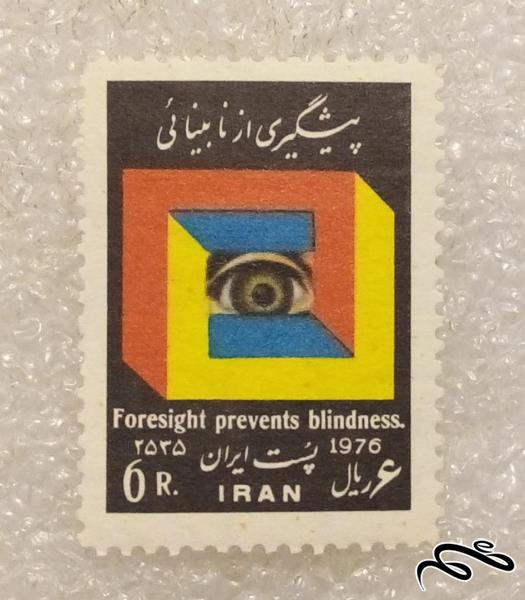 پیشگیری از نابینائی
Foresight prevents blindness.
۲۵۳۵ پست ایران 1976
6 R. IRAN ۶ ریال